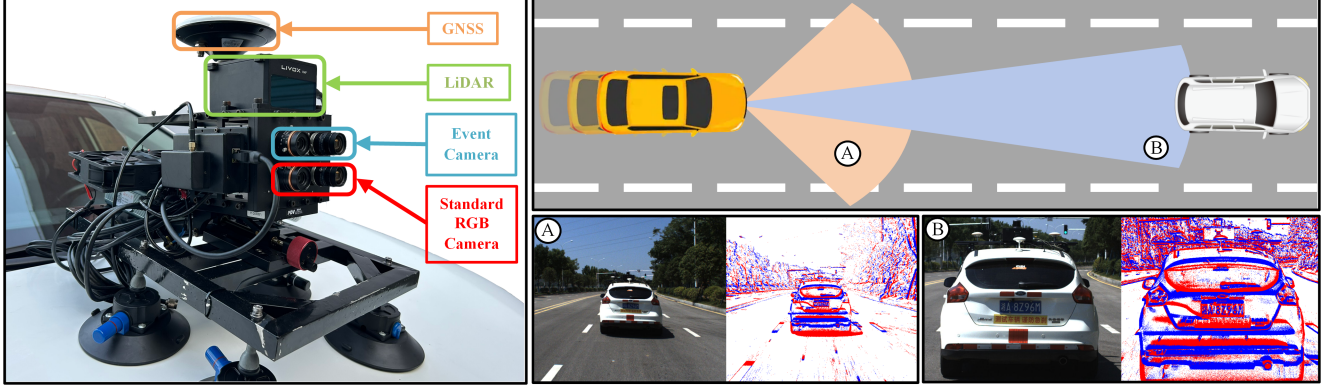 GNSS
LIVOX
LiDAR
Event
Camera
Standard
RGB
Camera
A
B
A
B